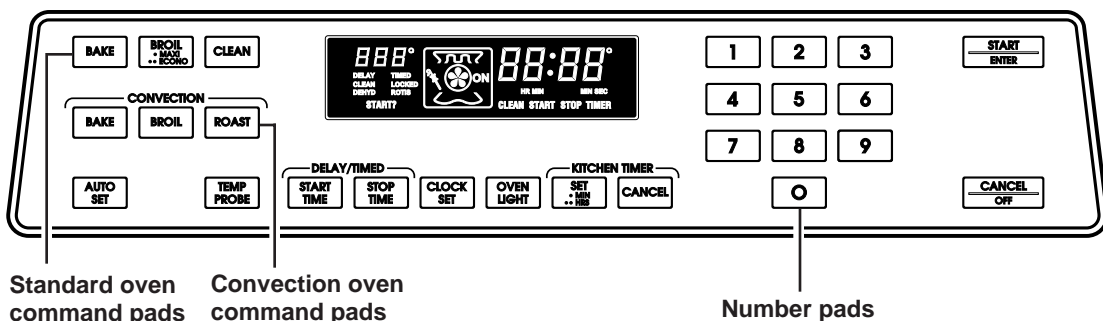 BAKE
BROIL
• MAXI
•• ECONO
CLEAN
CONVECTION
BAKE
BROIL
ROAST
AUTO
SET
TEMP
PROBE
888°
DELAY TIMED
CLEAN LOCKED
DEHYD ROTIS
START?
ON
88:88°
HR MIN MIN SEC
CLEAN START STOP TIMER
DELAY/TIMED
START
TIME
STOP
TIME
CLOCK
SET
OVEN
LIGHT
KITCHEN TIMER
SET
• MIN
•• HRS
CANCEL
1 2 3
4 5 6
7 8 9
0
START
ENTER
CANCEL
OFF
Standard oven
command pads
Convection oven
command pads
Number pads